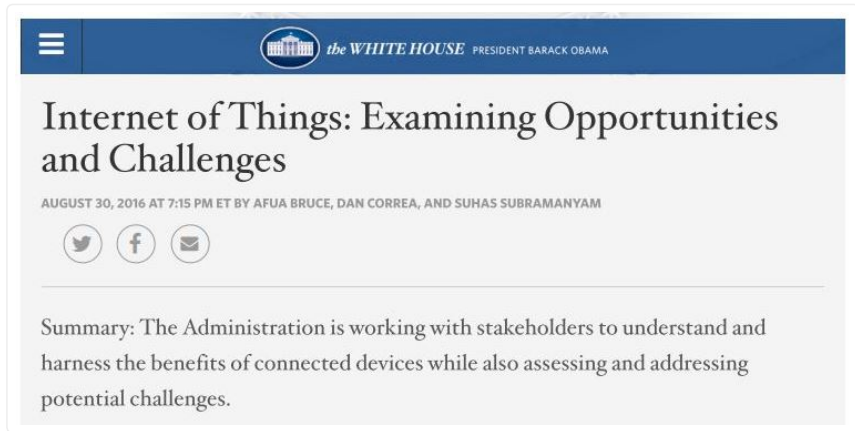 the WHITE HOUSE PRESIDENT BARACK OBAMA
Internet of Things: Examining Opportunities
and Challenges
AUGUST 30, 2016 AT 7:15 PM ET BY AFUA BRUCE, DAN CORREA, AND SUHAS SUBRAMANYAM
Summary: The Administration is working with stakeholders to understand and
harness the benefits of connected devices while also assessing and addressing
potential challenges.